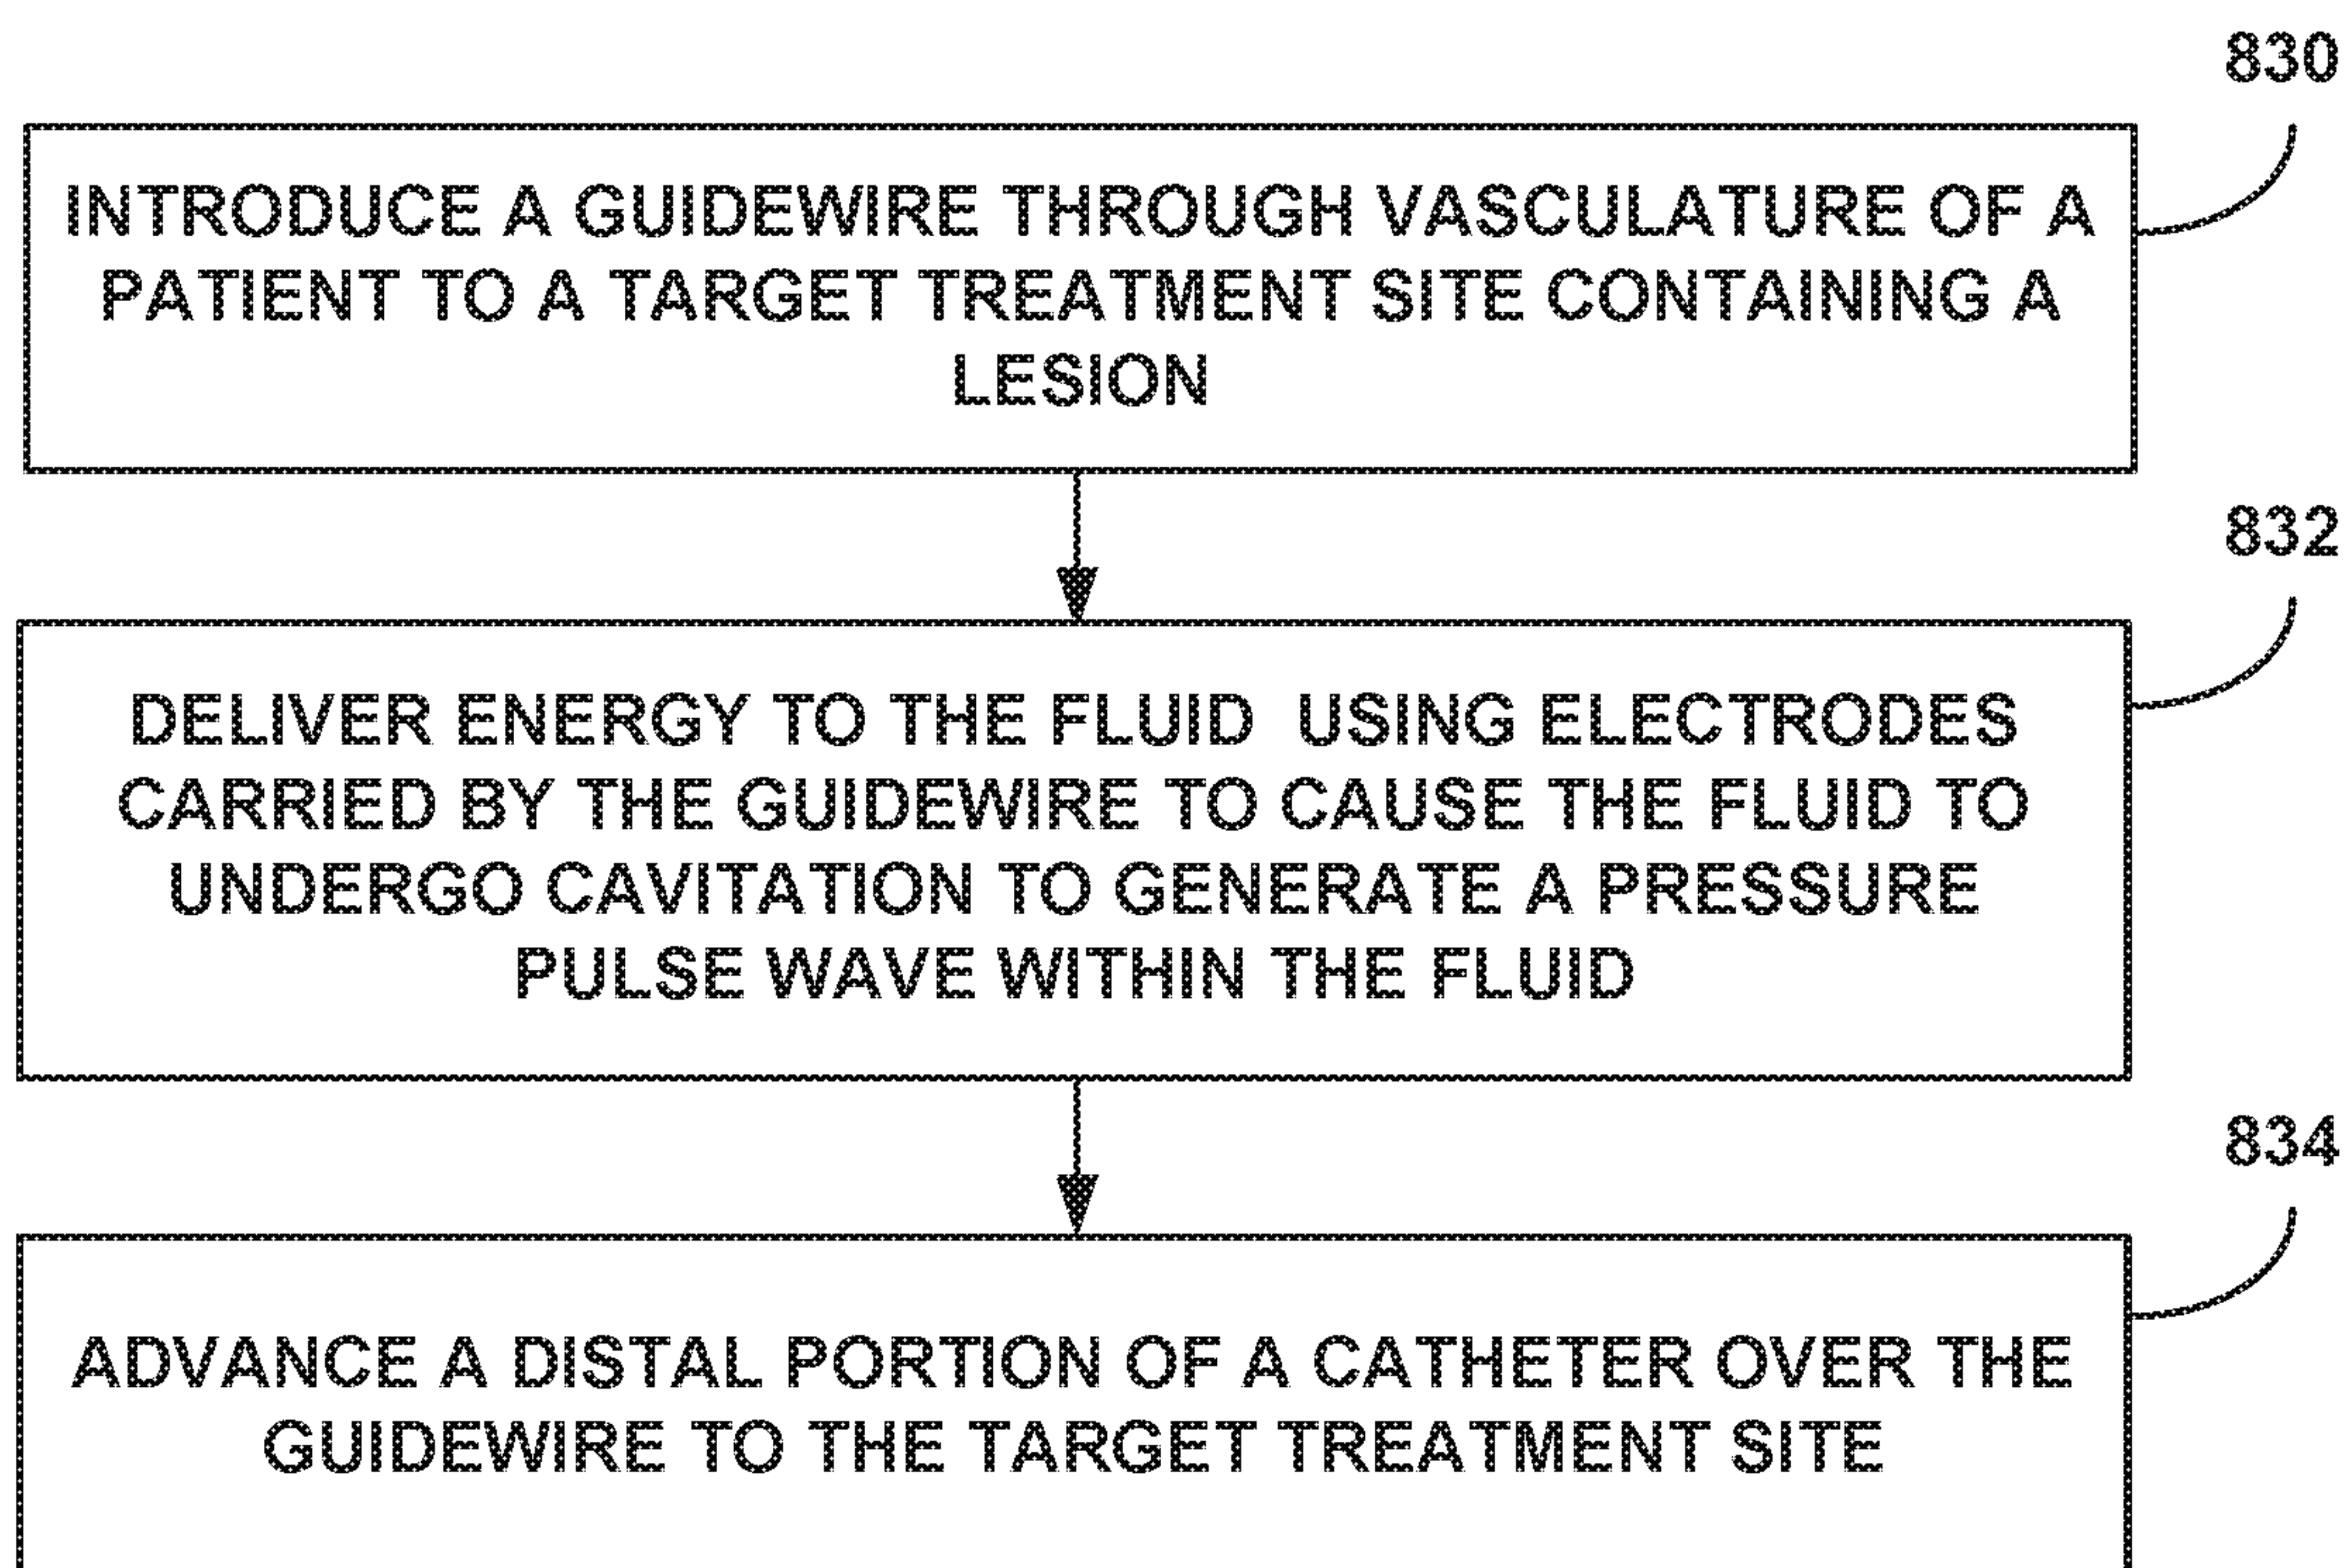 830
INTRODUCE A GUIDEWIRE THROUGH VASCULATURE OF A
PATIENT TO A TARGET TREATMENT SITE CONTAINING A
LESION
832
DELIVER ENERGY TO THE FLUID  USING ELECTRODES
CARRIED BY THE GUIDEWIRE TO CAUSE THE FLUID TO
UNDERGO CAVITATION TO GENERATE A PRESSURE
PULSE WAVE WITHIN THE FLUID
834
ADVANCE A DISTAL PORTION OF A CATHETER OVER THE
GUIDEWIRE TO THE TARGET TREATMENT SITE